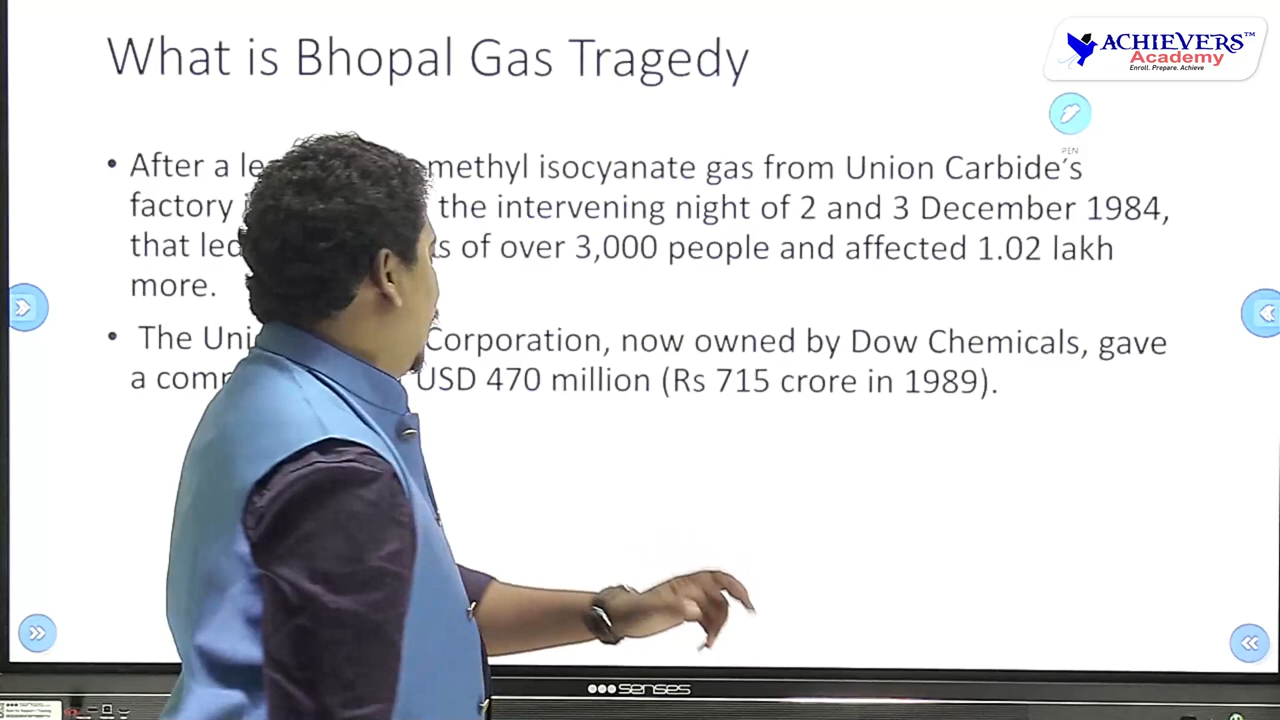 What is Bhopal Gas Tragedy
ACHIEVERS™
Academy
Enroll. Prepare. Achieve
PEN
• After a methyl isocyanate gas from Union Carbide's
factory the intervening night of 2 and 3 December 1984,
that led of over 3,000 people and affected 1.02 lakh
more.
• The Corporation, now owned by Dow Chemicals, gave
a USD 470 million (Rs 715 crore in 1989).
senses